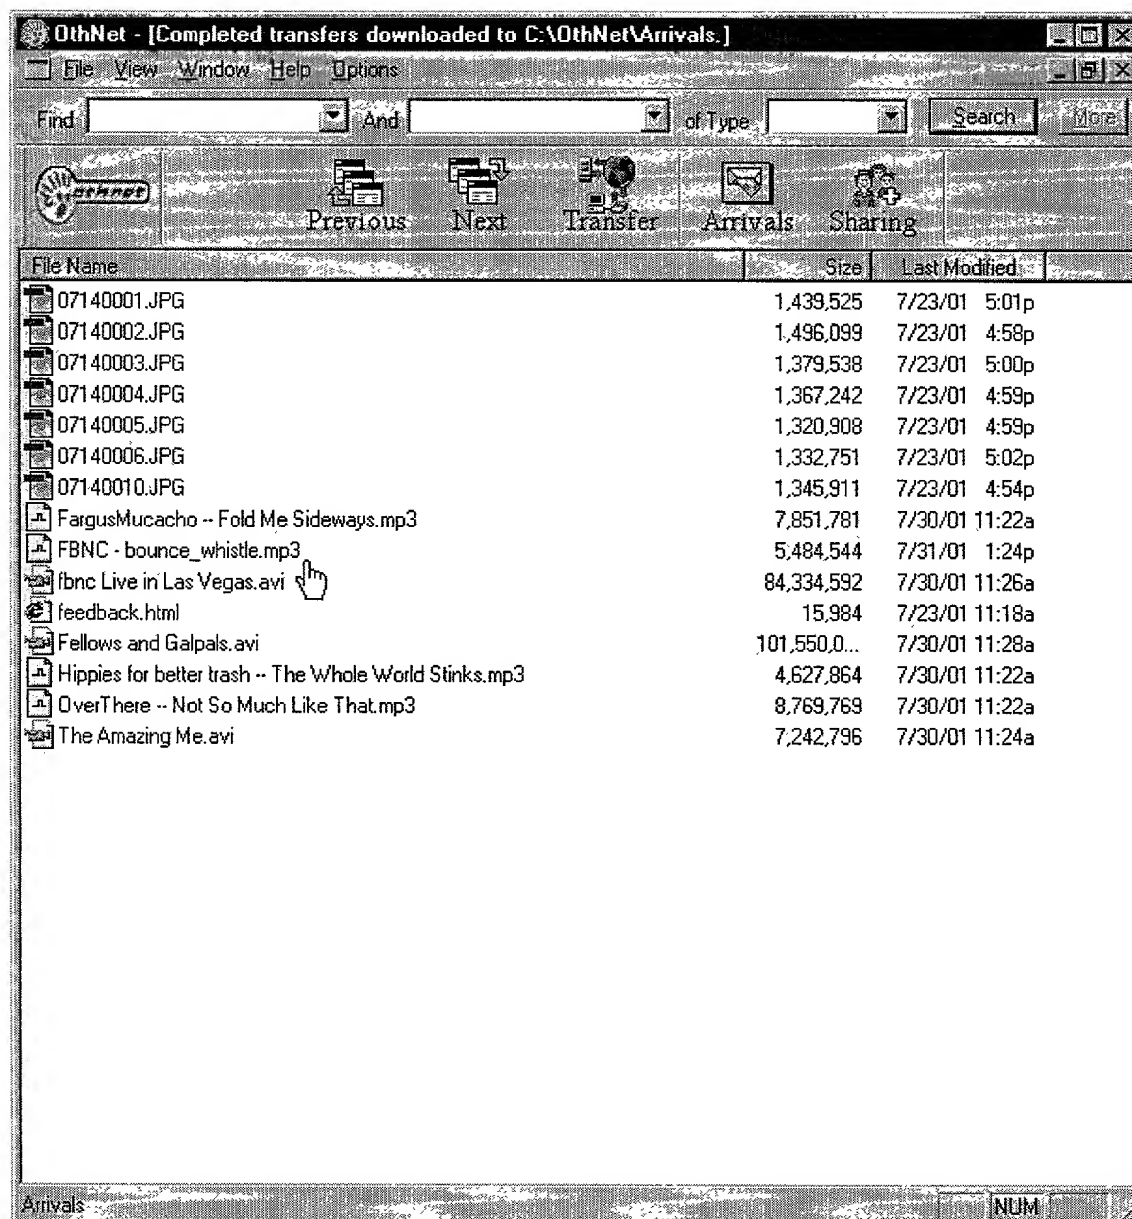 OthNet - [Completed transfers downloaded to C:\OthNet\Arrivals.]
File View Window Help Options
Find And of Type Search More
othnet Previous Next Transfer Arrivals Sharing
File Name Size Last Modified
07140001.JPG 1,439,525 7/23/01 5:01p
07140002.JPG 1,496,099 7/23/01 4:58p
07140003.JPG 1,379,538 7/23/01 5:00p
07140004.JPG 1,367,242 7/23/01 4:59p
07140005.JPG 1,320,908 7/23/01 4:59p
07140006.JPG 1,332,751 7/23/01 5:02p
07140010.JPG 1,345,911 7/23/01 4:54p
FargusMucacho -- Fold Me Sideways.mp3 7,851,781 7/30/01 11:22a
FBNC - bounce_whistle.mp3 5,484,544 7/31/01 1:24p
fbnc Live in Las Vegas.avi 84,334,592 7/30/01 11:26a
feedback.html 15,984 7/23/01 11:18a
Fellows and Galpals.avi 101,550,0... 7/30/01 11:28a
Hippies for better trash -- The Whole World Stinks.mp3 4,627,864 7/30/01 11:22a
OverThere -- Not So Much Like That.mp3 8,769,769 7/30/01 11:22a
The Amazing Me.avi 7,242,796 7/30/01 11:24a
Arrivals NUM